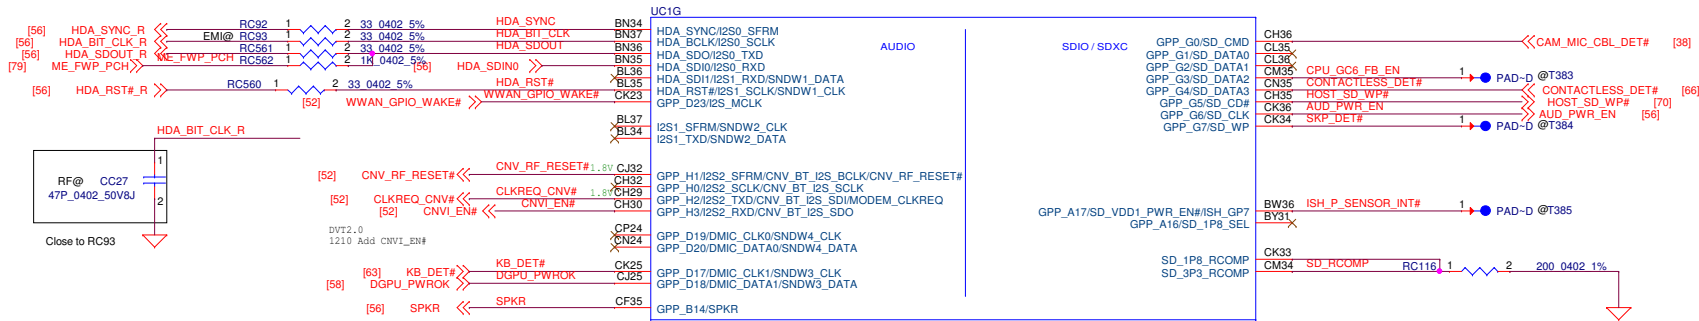 UC1G
[56] HDA_SYNC_R RC92 1 2 33_0402_5% HDA_SYNC BN34 HDA_SYNC/I2S0_SFRM
[56] HDA_BIT_CLK_R EMI@ RC93 1 2 33_0402_5% HDA_BIT_CLK BN37 HDA_BCLK/I2S0_SCLK
[56] HDA_SDOUT_R RC561 1 2 33_0402_5% HDA_SDOUT BN36 HDA_SDO/I2S0_TXD
[79] ME_FWP_PCH ME_FWP_PCH RC562 1 2 1K_0402_5% [56] HDA_SDIN0 BN35 HDA_SDI0/I2S0_RXD
BL36 HDA_SDI1/I2S1_RXD/SNDW1_DATA
[56] HDA_RST#_R RC560 1 2 33_0402_5% HDA_RST# BL35 HDA_RST#/I2S1_SCLK/SNDW1_CLK
[52] WWAN_GPIO_WAKE# WWAN_GPIO_WAKE# CK23 GPP_D23/I2S_MCLK
BL37 I2S1_SFRM/SNDW2_CLK
BL34 I2S1_TXD/SNDW2_DATA
[52] CNV_RF_RESET# CNV_RF_RESET# 1.8V CJ32 GPP_H1/I2S2_SFRM/CNV_BT_I2S_BCLK/CNV_RF_RESET#
CH32 GPP_H0/I2S2_SCLK/CNV_BT_I2S_SCLK
[52] CLKREQ_CNV# CLKREQ_CNV# 1.8V CH29 GPP_H2/I2S2_TXD/CNV_BT_I2S_SDI/MODEM_CLKREQ
[52] CNVI_EN# CNVI_EN# CH30 GPP_H3/I2S2_RXD/CNV_BT_I2S_SDO
DVT2.0
1210 Add CNVI_EN#
CP24 GPP_D19/DMIC_CLK0/SNDW4_CLK
CN24 GPP_D20/DMIC_DATA0/SNDW4_DATA
[63] KB_DET# KB_DET# CK25 GPP_D17/DMIC_CLK1/SNDW3_CLK
[58] DGPU_PWROK DGPU_PWROK CJ25 GPP_D18/DMIC_DATA1/SNDW3_DATA
[56] SPKR SPKR CF35 GPP_B14/SPKR
HDA_BIT_CLK_R
1
RF@ CC27
47P_0402_50V8J
2
Close to RC93
AUDIO
SDIO / SDXC
GPP_G0/SD_CMD CH36 CAM_MIC_CBL_DET# [38]
GPP_G1/SD_DATA0 CL35
GPP_G2/SD_DATA1 CL36
GPP_G3/SD_DATA2 CM35 CPU_GC6_FB_EN 1 PAD~D @T383
GPP_G4/SD_DATA3 CN35 CONTACTLESS_DET# CONTACTLESS_DET# [66]
GPP_G5/SD_CD# CH35 HOST_SD_WP# HOST_SD_WP# [70]
GPP_G6/SD_CLK CK36 AUD_PWR_EN AUD_PWR_EN [56]
GPP_G7/SD_WP CK34 SKP_DET# 1 PAD~D @T384
GPP_A17/SD_VDD1_PWR_EN#/ISH_GP7 BW36 ISH_P_SENSOR_INT# 1 PAD~D @T385
GPP_A16/SD_1P8_SEL BY31
SD_1P8_RCOMP CK33
SD_3P3_RCOMP CM34 SD_RCOMP RC116 1 2 200_0402_1%